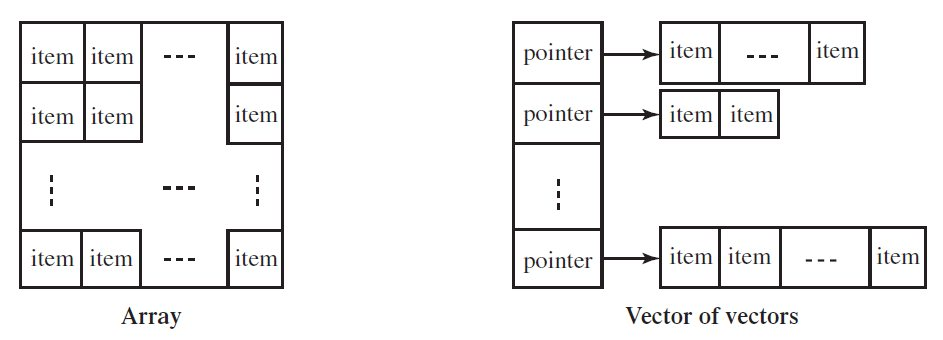 item item --- item pointer item --- item
item item item pointer item item
---
item item --- item pointer item item --- item
Array Vector of vectors